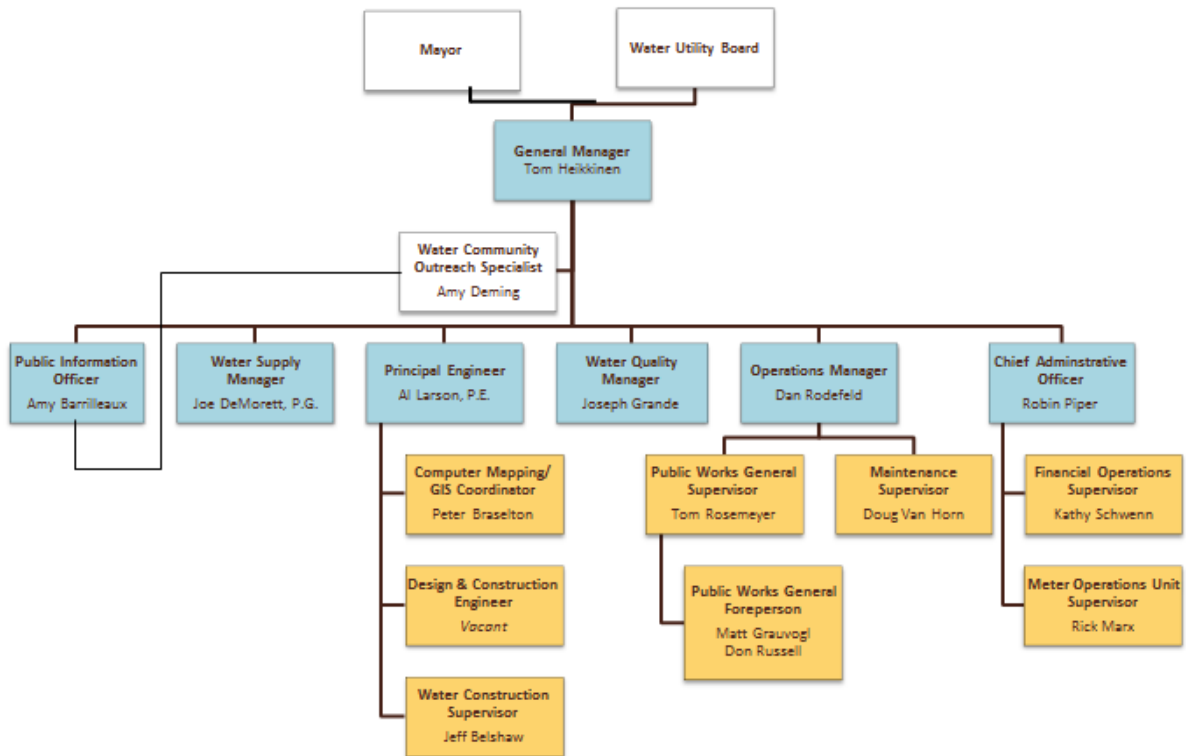 Mayor
Water Utility Board
General Manager
Tom Heikkinen
Water Community
Outreach Specialist
Amy Deming
Public Information
Officer
Amy Barrilleaux
Water Supply
Manager
Joe DeMorett, P.G.
Principal Engineer
Al Larson, P.E.
Water Quality
Manager
Joseph Grande
Operations Manager
Dan Rodefeld
Chief Adminstrative
Officer
Robin Piper
Computer Mapping/
GIS Coordinator
Peter Braselton
Design & Construction
Engineer
Vacant
Water Construction
Supervisor
Jeff Belshaw
Public Works General
Supervisor
Tom Rosemeyer
Public Works General
Foreperson
Matt Grauvogl
Don Russell
Maintenance
Supervisor
Doug Van Horn
Financial Operations
Supervisor
Kathy Schwenn
Meter Operations Unit
Supervisor
Rick Marx